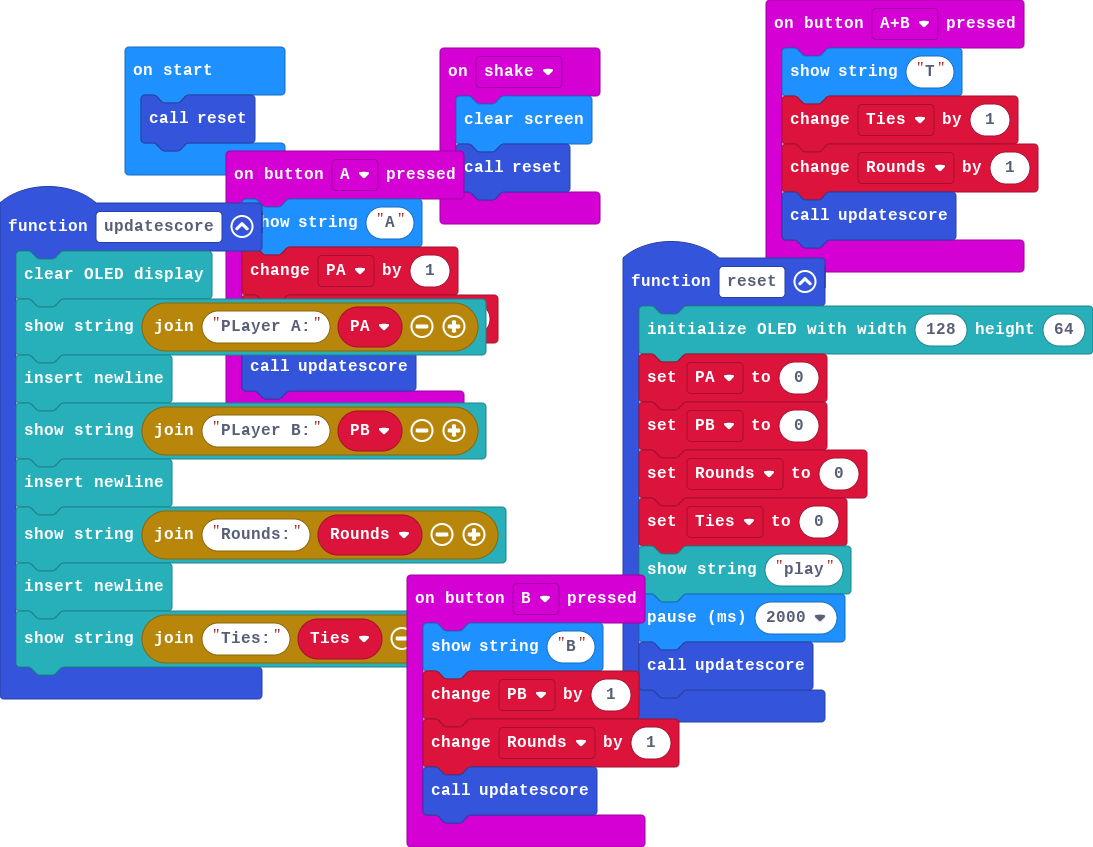 on start
call reset
on shake
clear screen
call reset
on button A+B pressed
show string "T"
change Ties by 1
change Rounds by 1
call updatescore
on button A pressed
how string "A"
change PA by 1
call updatescore
function updatescore
clear OLED display
show string join "PLayer A:" PA
insert newline
show string join "PLayer B:" PB
insert newline
show string join "Rounds:" Rounds
insert newline
show string join "Ties:" Ties
function reset
initialize OLED with width 128 height 64
set PA to 0
set PB to 0
set Rounds to 0
set Ties to 0
show string "play"
pause (ms) 2000
call updatescore
on button B pressed
show string "B"
change PB by 1
change Rounds by 1
call updatescore